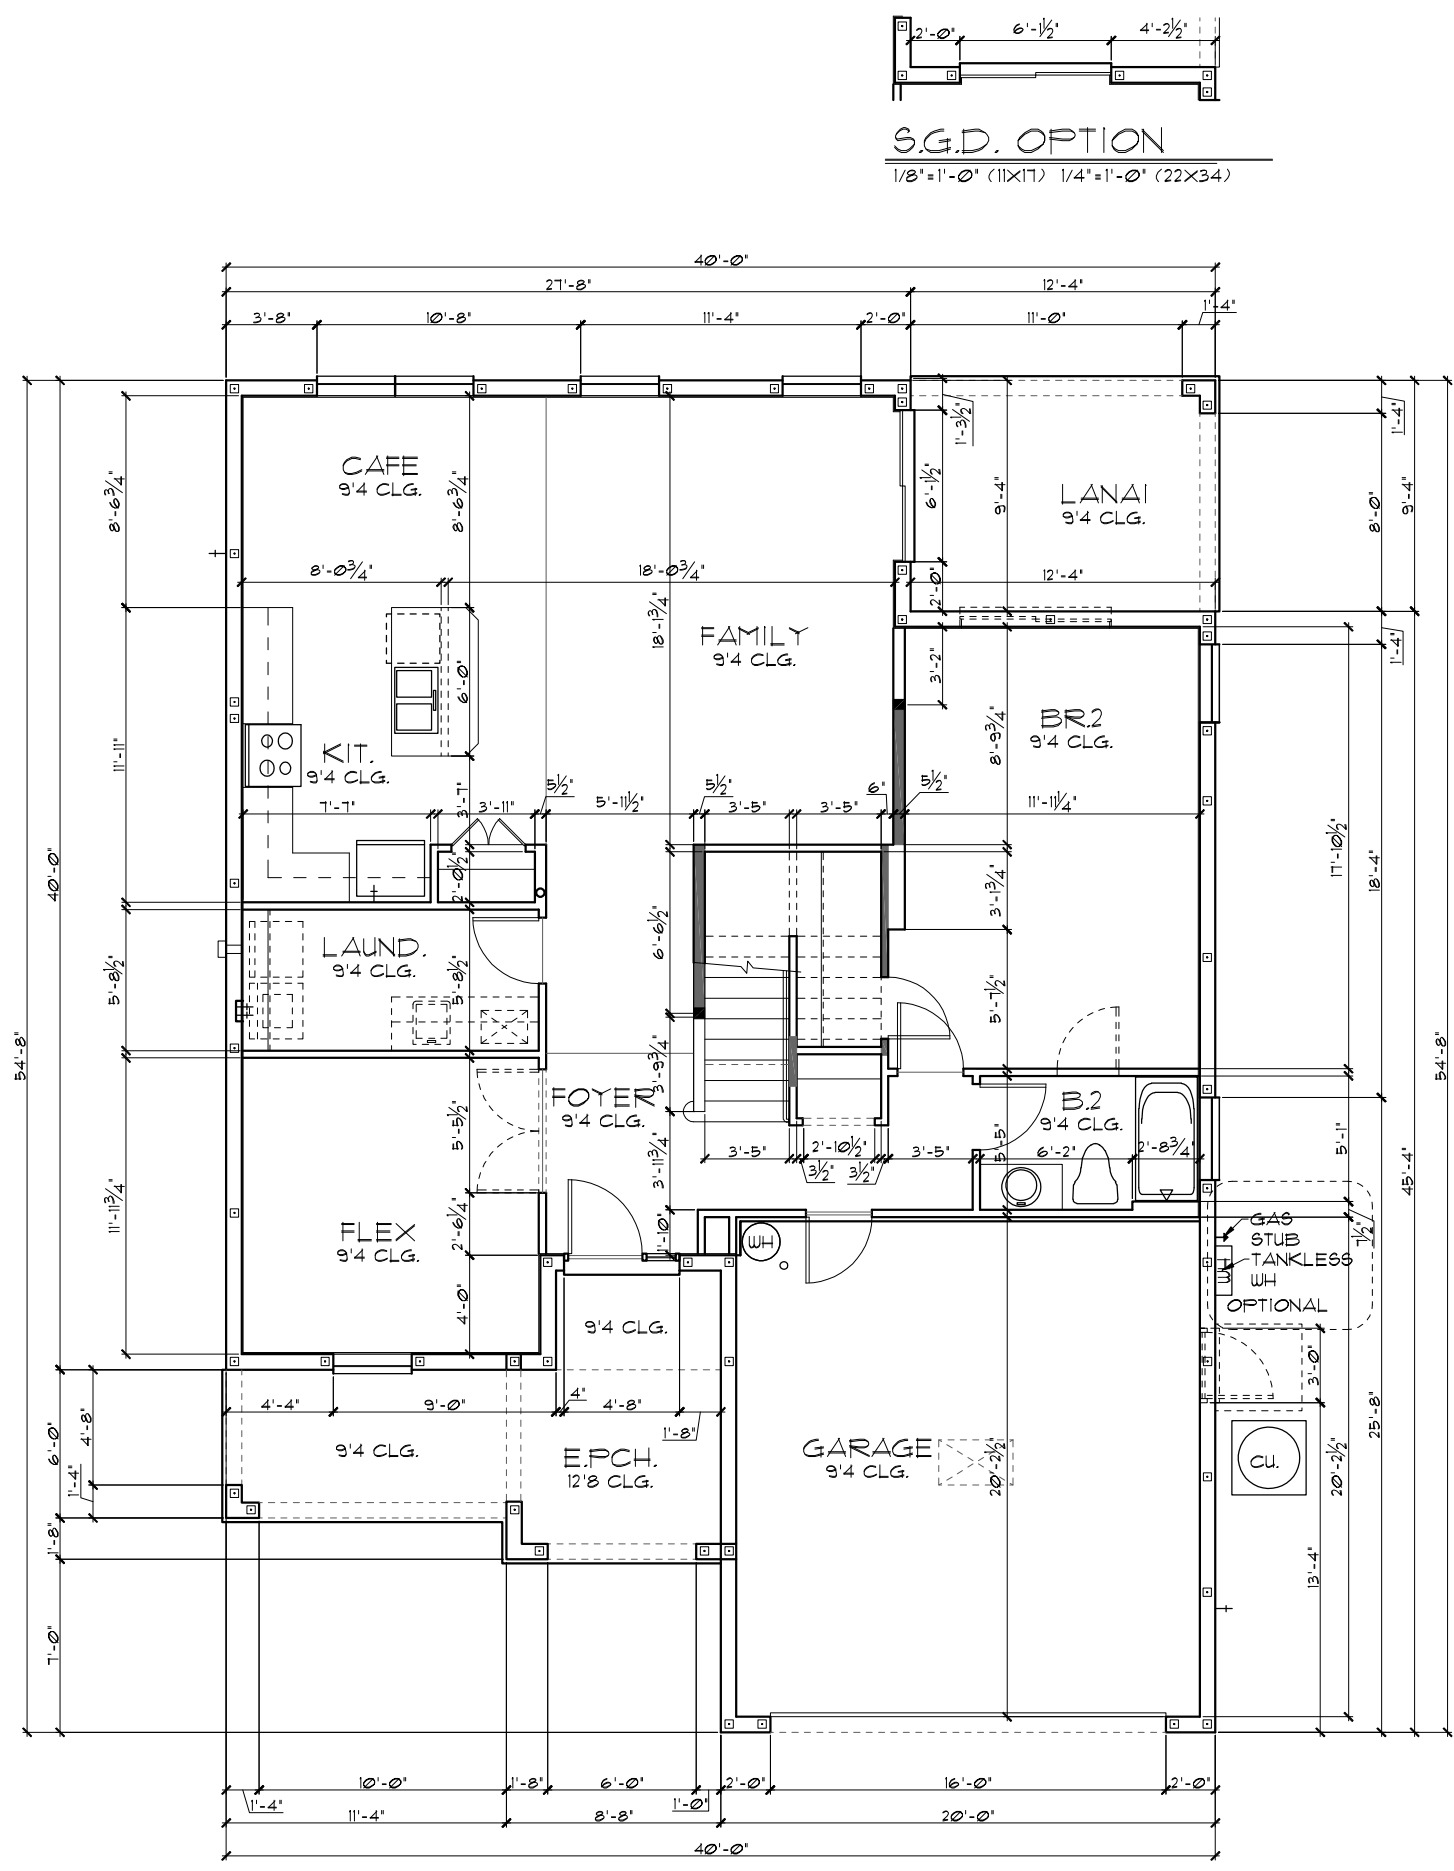 2'-0" 6'-1½" 4'-2½"
S.G.D. OPTION
1/8"=1'-0" (11X17) 1/4"=1'-0" (22X34)
40'-0"
27'-8" 12'-4"
1'-4"
3'-8" 10'-8" 11'-4" 2'-0" 11'-0"
1'-4"
1'-3½"
CAFE
9'4 CLG.
8'-6¾"
8'-6¾"
6'-1½"
9'-4"
LANAI
9'4 CLG.
8'-0"
9'-4"
8'-0¾" 18'-0¾" 2'-0" 12'-4"
18'-1¾"
FAMILY
9'4 CLG.
1'-4"
3'-2"
6'-0"
BR.2
9'4 CLG.
8'-9¾"
11'-11"
KIT.
9'4 CLG.
5½" 5½" 6" 5½"
7'-7" 3'-7" 3'-11" 5'-11½" 3'-5" 3'-5" 11'-11¼"
17'-10½"
40'-0"
2'-0½"
3'-1¾"
18'-4"
LAUND.
9'4 CLG.
6'-6½"
5'-8½"
5'-8½"
5'-7½"
54'-8"
54'-8"
3'-9¾"
FOYER
9'4 CLG.
B.2
9'4 CLG.
5'-5½"
5'-5"
5'-1"
3'-5" 2'-10½" 3'-5" 6'-2" 2'-8¾"
3½" 3½"
3'-11¾"
45'-4"
11'-11¾"
2'-6¼"
FLEX
9'4 CLG.
1'-10"
WH
GAS
STUB
TANKLESS
WH
OPTIONAL
WH
7½"
4'-0"
9'4 CLG.
3'-0"
25'-8"
4'-4" 9'-0" 4" 4'-8"
1'-8"
4'-8"
6'-0"
1'-4"
9'4 CLG.
E.PCH.
12'8 CLG.
GARAGE
9'4 CLG.
20'-2½"
CU.
20'-2½"
1'-8"
13'-4"
7'-0"
10'-0" 1'-8" 6'-0" 2'-0" 16'-0" 2'-0"
1'-4" 1'-0"
11'-4" 8'-8" 20'-0"
40'-0"